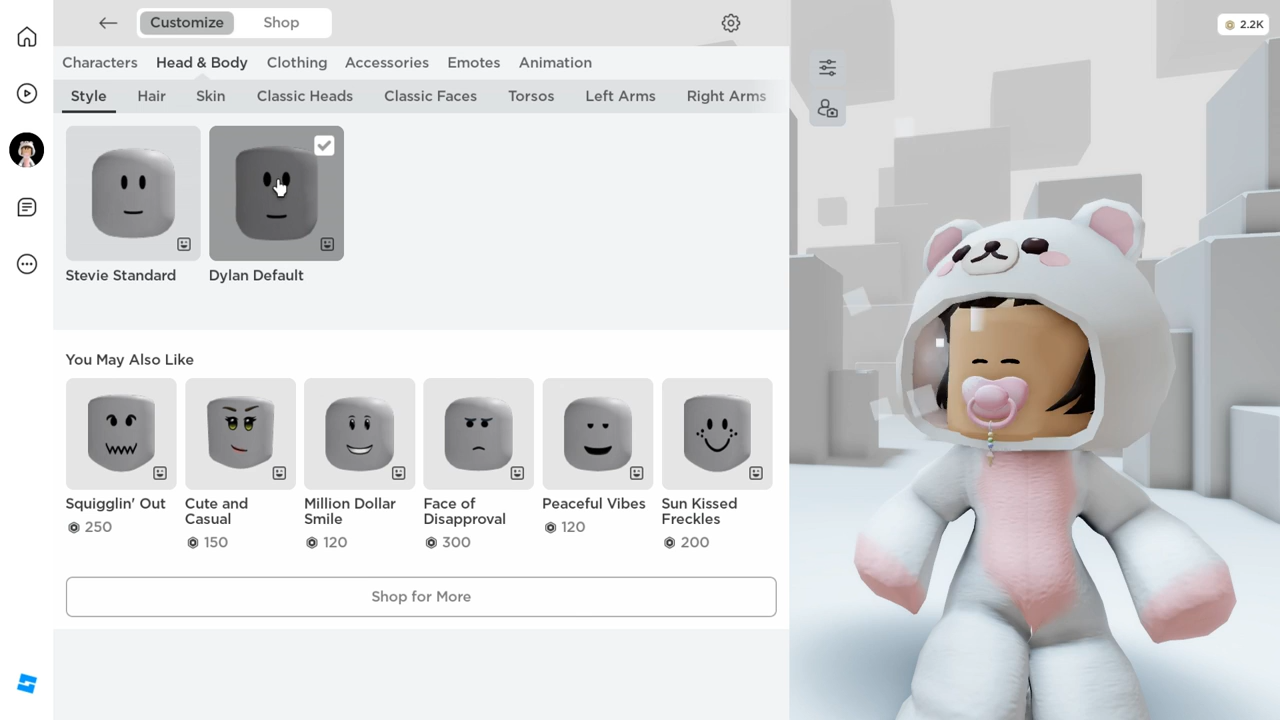 Customize Shop
2.2K
Characters Head & Body Clothing Accessories Emotes Animation
Style Hair Skin Classic Heads Classic Faces Torsos Left Arms Right Arms
Stevie Standard Dylan Default
You May Also Like
Squigglin' Out
250
Cute and
Casual
150
Million Dollar
Smile
120
Face of
Disapproval
300
Peaceful Vibes
120
Sun Kissed
Freckles
200
Shop for More